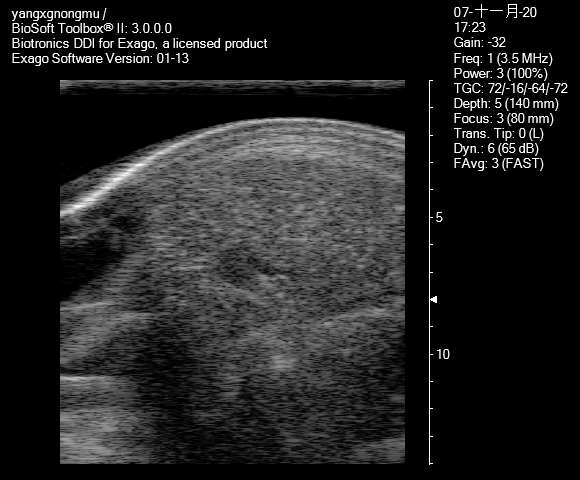 yangxgnongmu /
BioSoft Toolbox® II: 3.0.0.0
Biotronics DDI for Exago, a licensed product
Exago Software Version: 01-13
07-十一月-20
17:23
Gain: -32
Freq: 1 (3.5 MHz)
Power: 3 (100%)
TGC: 72/-16/-64/-72
Depth: 5 (140 mm)
Focus: 3 (80 mm)
Trans. Tip: 0 (L)
Dyn.: 6 (65 dB)
FAvg: 3 (FAST)
5
10